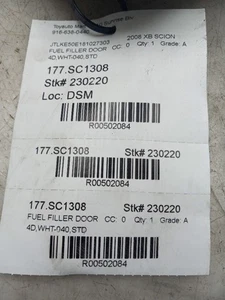 2008 XB SCION
JTLKE50E181027303
FUEL FILLER DOOR CC: 0 Qty: 1 Grade: A
4D,WHT-040,STD
177.SC1308
Stk# 230220
Loc: DSM
R00502084
177.SC1308 Stk# 230220
R00502084
177.SC1308 Stk# 230220
FUEL FILLER DOOR CC: 0 Qty: 1 Grade: A
4D,WHT-040,STD
R00502084